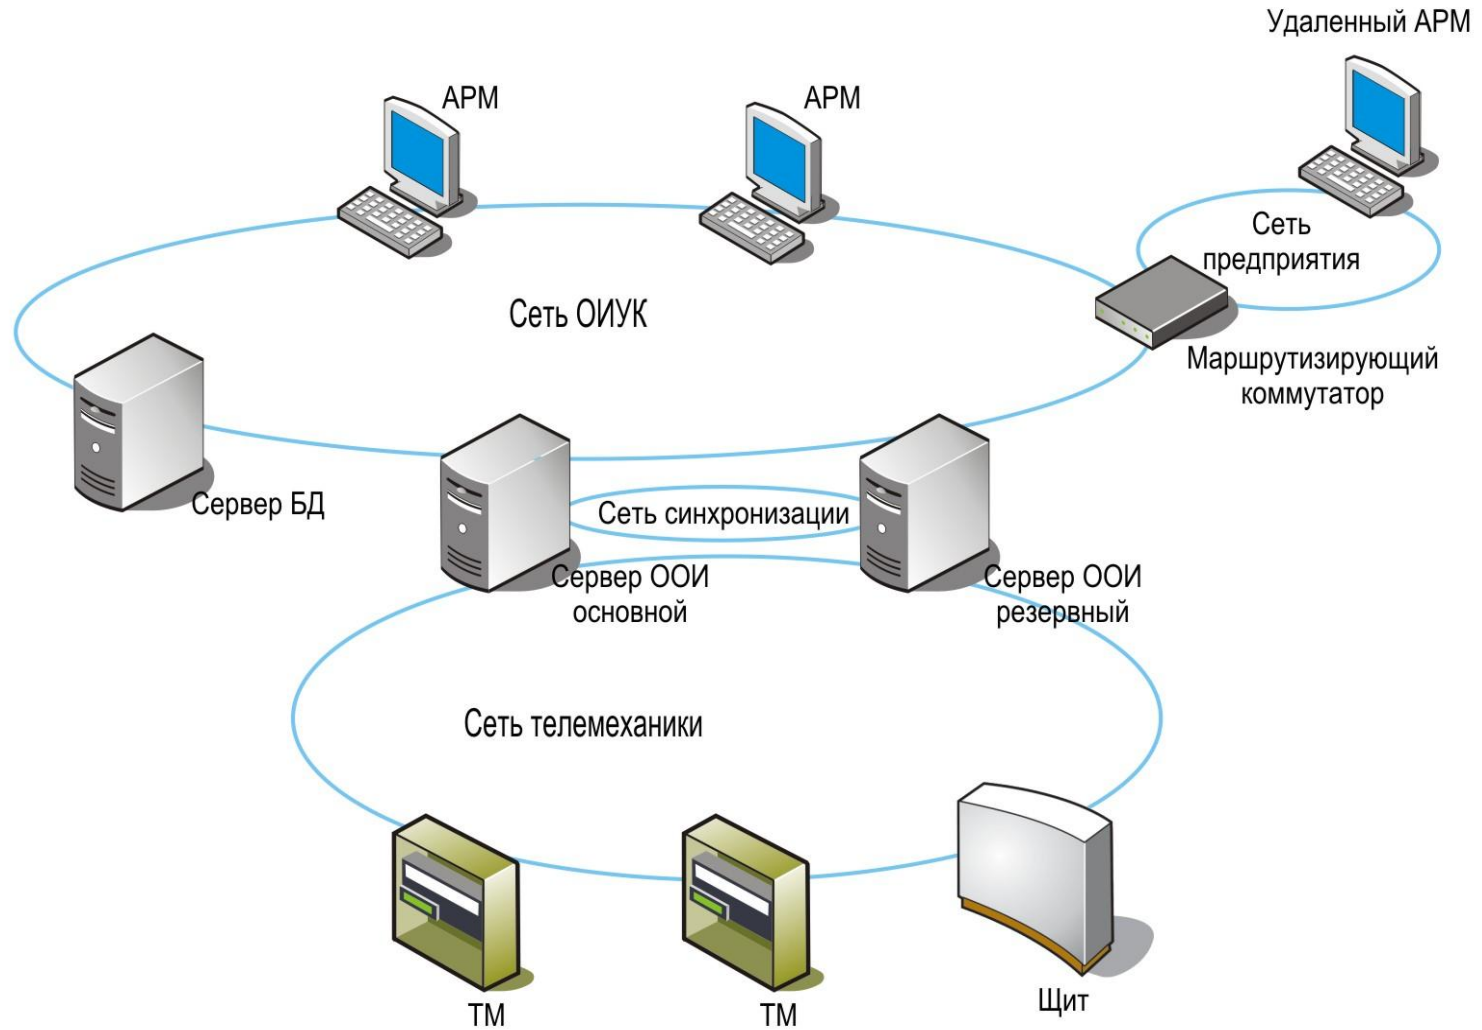 Удаленный АРМ
АРМ
АРМ
Сеть
предприятия
Сеть ОИУК
Маршрутизирующий
коммутатор
Сервер БД
Сеть синхронизации
Сервер ООИ
основной
Сервер ООИ
резервный
Сеть телемеханики
ТМ
ТМ
Щит